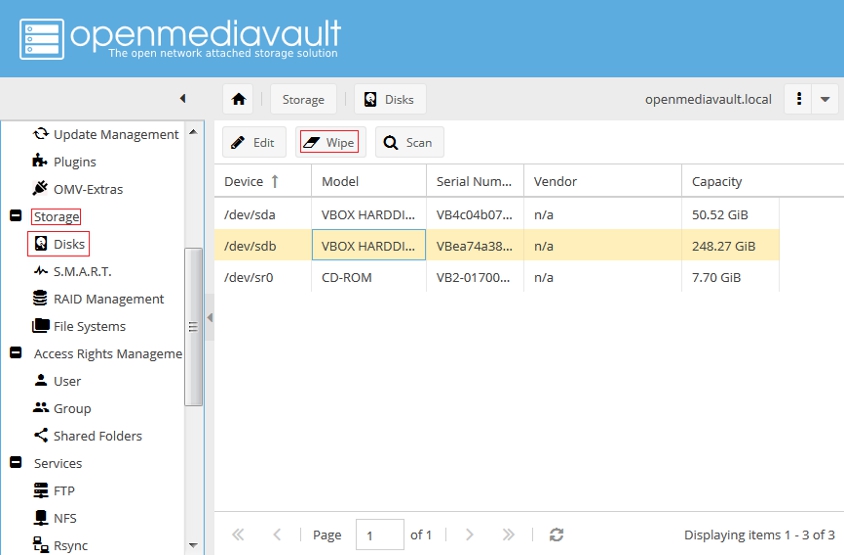 openmediavault
The open network attached storage solution
Storage
Disks
openmediavault.local
Update Management
Plugins
OMV-Extras
Storage
Disks
S.M.A.R.T.
RAID Management
File Systems
Access Rights Manageme
User
Group
Shared Folders
Services
FTP
NFS
Rsync
Edit
Wipe
Scan
Device Model Serial Num... Vendor Capacity
/dev/sda VBOX HARDDI... VB4c04b07... n/a 50.52 GiB
/dev/sdb VBOX HARDDI... VBea74a38... n/a 248.27 GiB
/dev/sr0 CD-ROM VB2-01700... n/a 7.70 GiB
Page 1 of 1
Displaying items 1 - 3 of 3